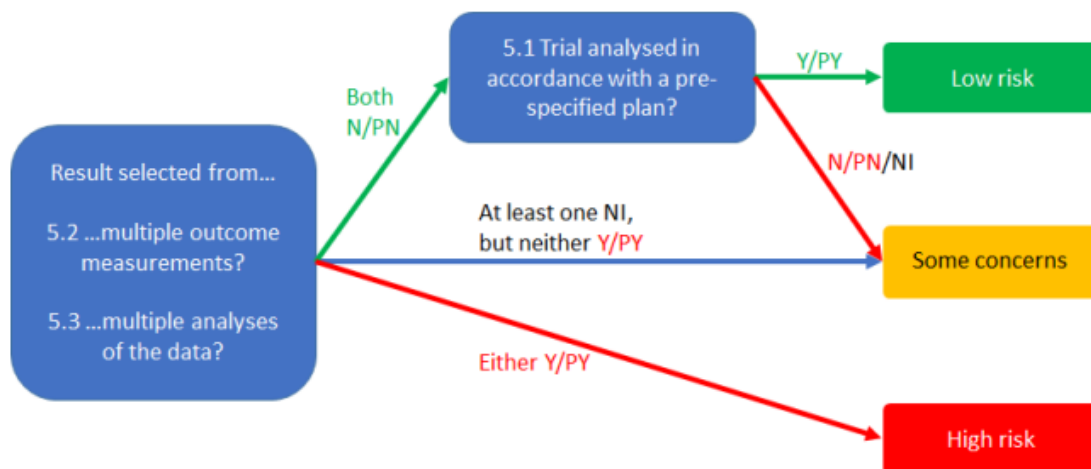 Result selected from...
5.2 ...multiple outcome
measurements?
5.3 ...multiple analyses
of the data?
Both
N/PN
5.1 Trial analysed in
accordance with a pre-
specified plan?
Y/PY
Low risk
N/PN/NI
At least one NI,
but neither Y/PY
Some concerns
Either Y/PY
High risk